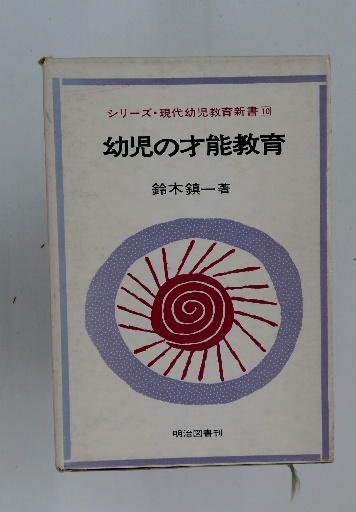 シリーズ・現代幼児教育新書10
幼児の才能教育
鈴木鎮一著
明治図書刊